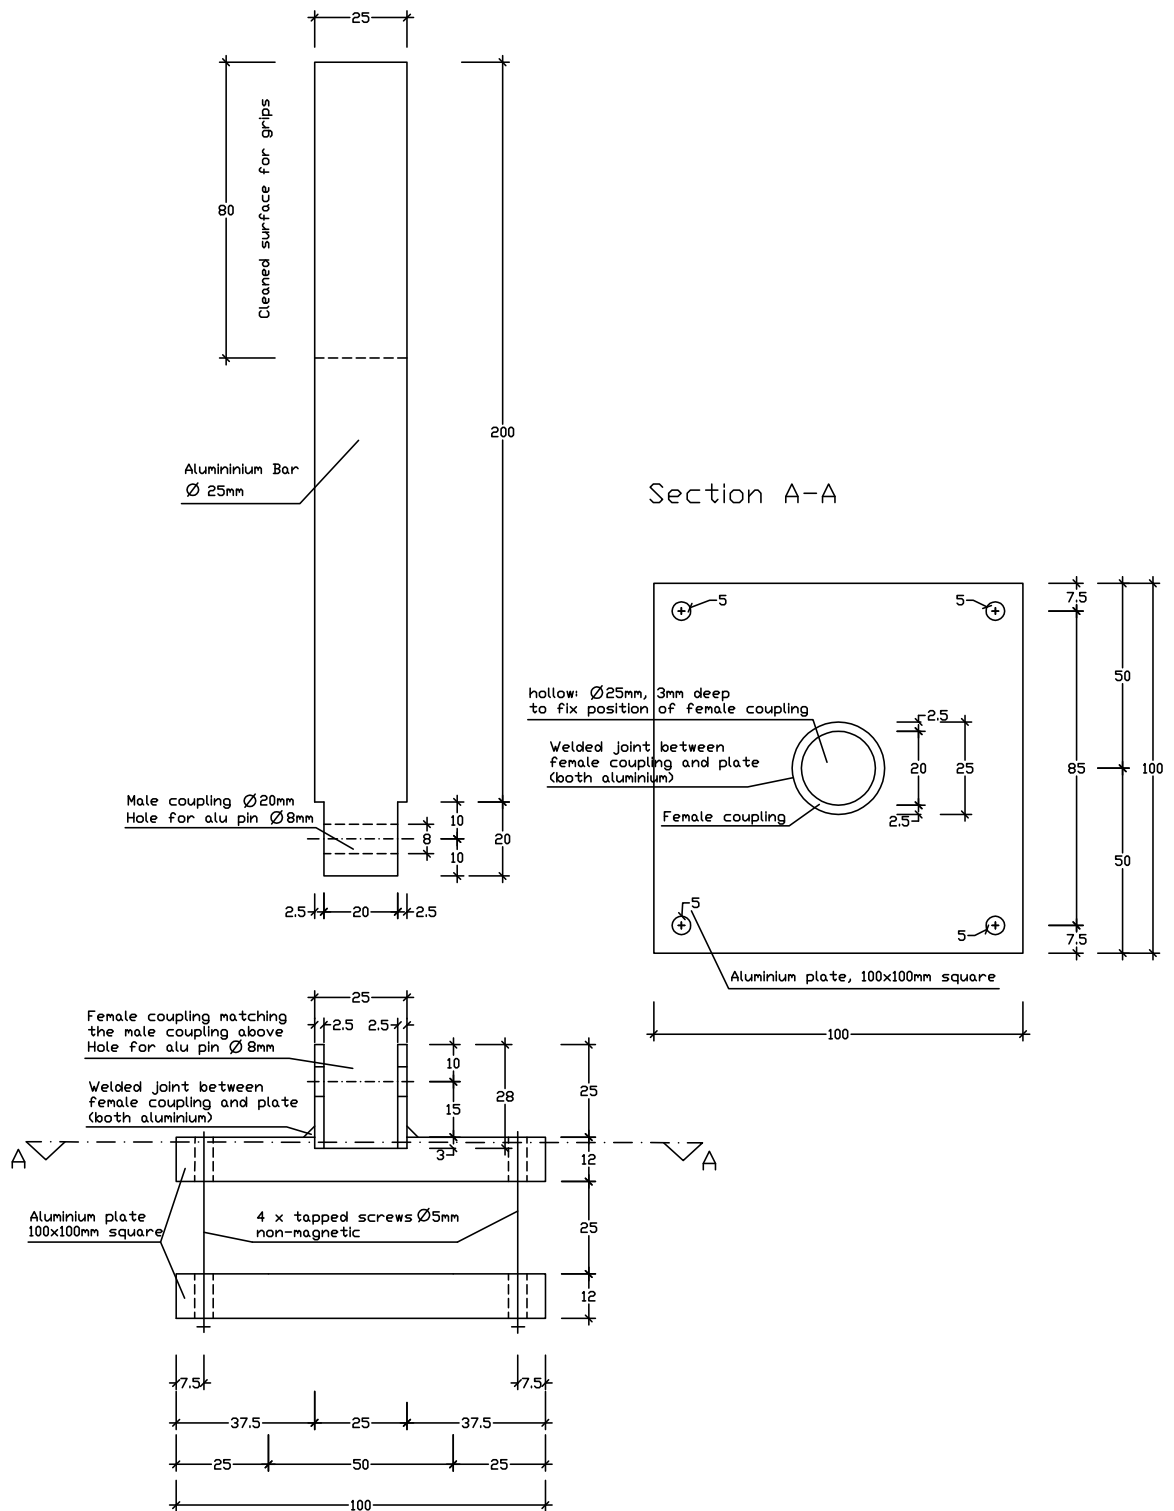 25
Cleaned surface for grips
80
200
Alumininium Bar
Ø 25mm
Male coupling Ø20mm
Hole for alu pin Ø8mm
10
8
20
10
2.5 20 2.5
Section A-A
5
5
7.5
50
hollow: Ø25mm, 3mm deep
to fix position of female coupling
Welded joint between
female coupling and plate
(both aluminium)
Female coupling
2.5
20
25
2.5
85
100
50
5
5
7.5
Aluminium plate, 100x100mm square
100
25
Female coupling matching
the male coupling above
Hole for alu pin Ø8mm
2.5 2.5
10
15
28
25
3
12
Welded joint between
female coupling and plate
(both aluminium)
A
A
Aluminium plate
100x100mm square
4 x tapped screws Ø5mm
non-magnetic
25
12
7.5 7.5
37.5 25 37.5
25 50 25
100